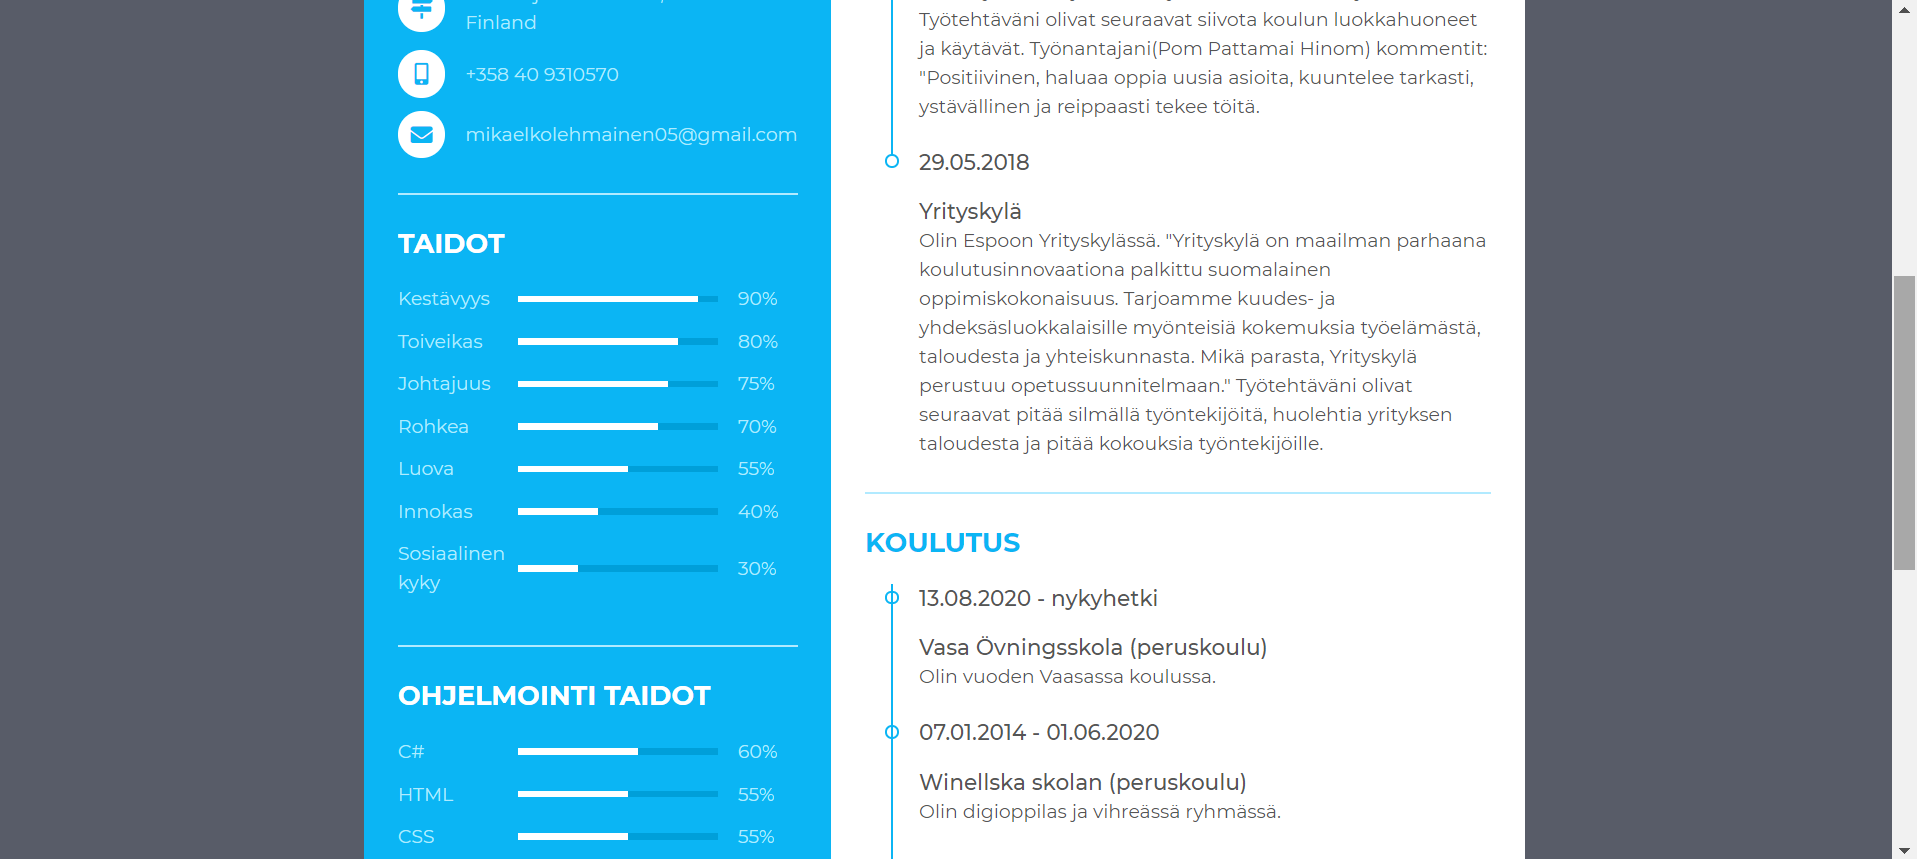 Finland
+358 40 9310570
mikaelkolehmainen05@gmail.com
TAIDOT
Kestävyys 90%
Toiveikas 80%
Johtajuus 75%
Rohkea 70%
Luova 55%
Innokas 40%
Sosiaalinen
kyky 30%
OHJELMOINTI TAIDOT
C# 60%
HTML 55%
CSS 55%
Työtehtäväni olivat seuraavat siivota koulun luokkahuoneet
ja käytävät. Työnantajani(Pom Pattamai Hinom) kommentit:
"Positiivinen, haluaa oppia uusia asioita, kuuntelee tarkasti,
ystävällinen ja reippaasti tekee töitä.
29.05.2018
Yrityskylä
Olin Espoon Yrityskylässä. "Yrityskylä on maailman parhaana
koulutusinnovaationa palkittu suomalainen
oppimiskokonaisuus. Tarjoamme kuudes- ja
yhdeksäsluokkalaisille myönteisiä kokemuksia työelämästä,
taloudesta ja yhteiskunnasta. Mikä parasta, Yrityskylä
perustuu opetussuunnitelmaan." Työtehtäväni olivat
seuraavat pitää silmällä työntekijöitä, huolehtia yrityksen
taloudesta ja pitää kokouksia työntekijöille.
KOULUTUS
13.08.2020 - nykyhetki
Vasa Övningsskola (peruskoulu)
Olin vuoden Vaasassa koulussa.
07.01.2014 - 01.06.2020
Winellska skolan (peruskoulu)
Olin digioppilas ja vihreässä ryhmässä.